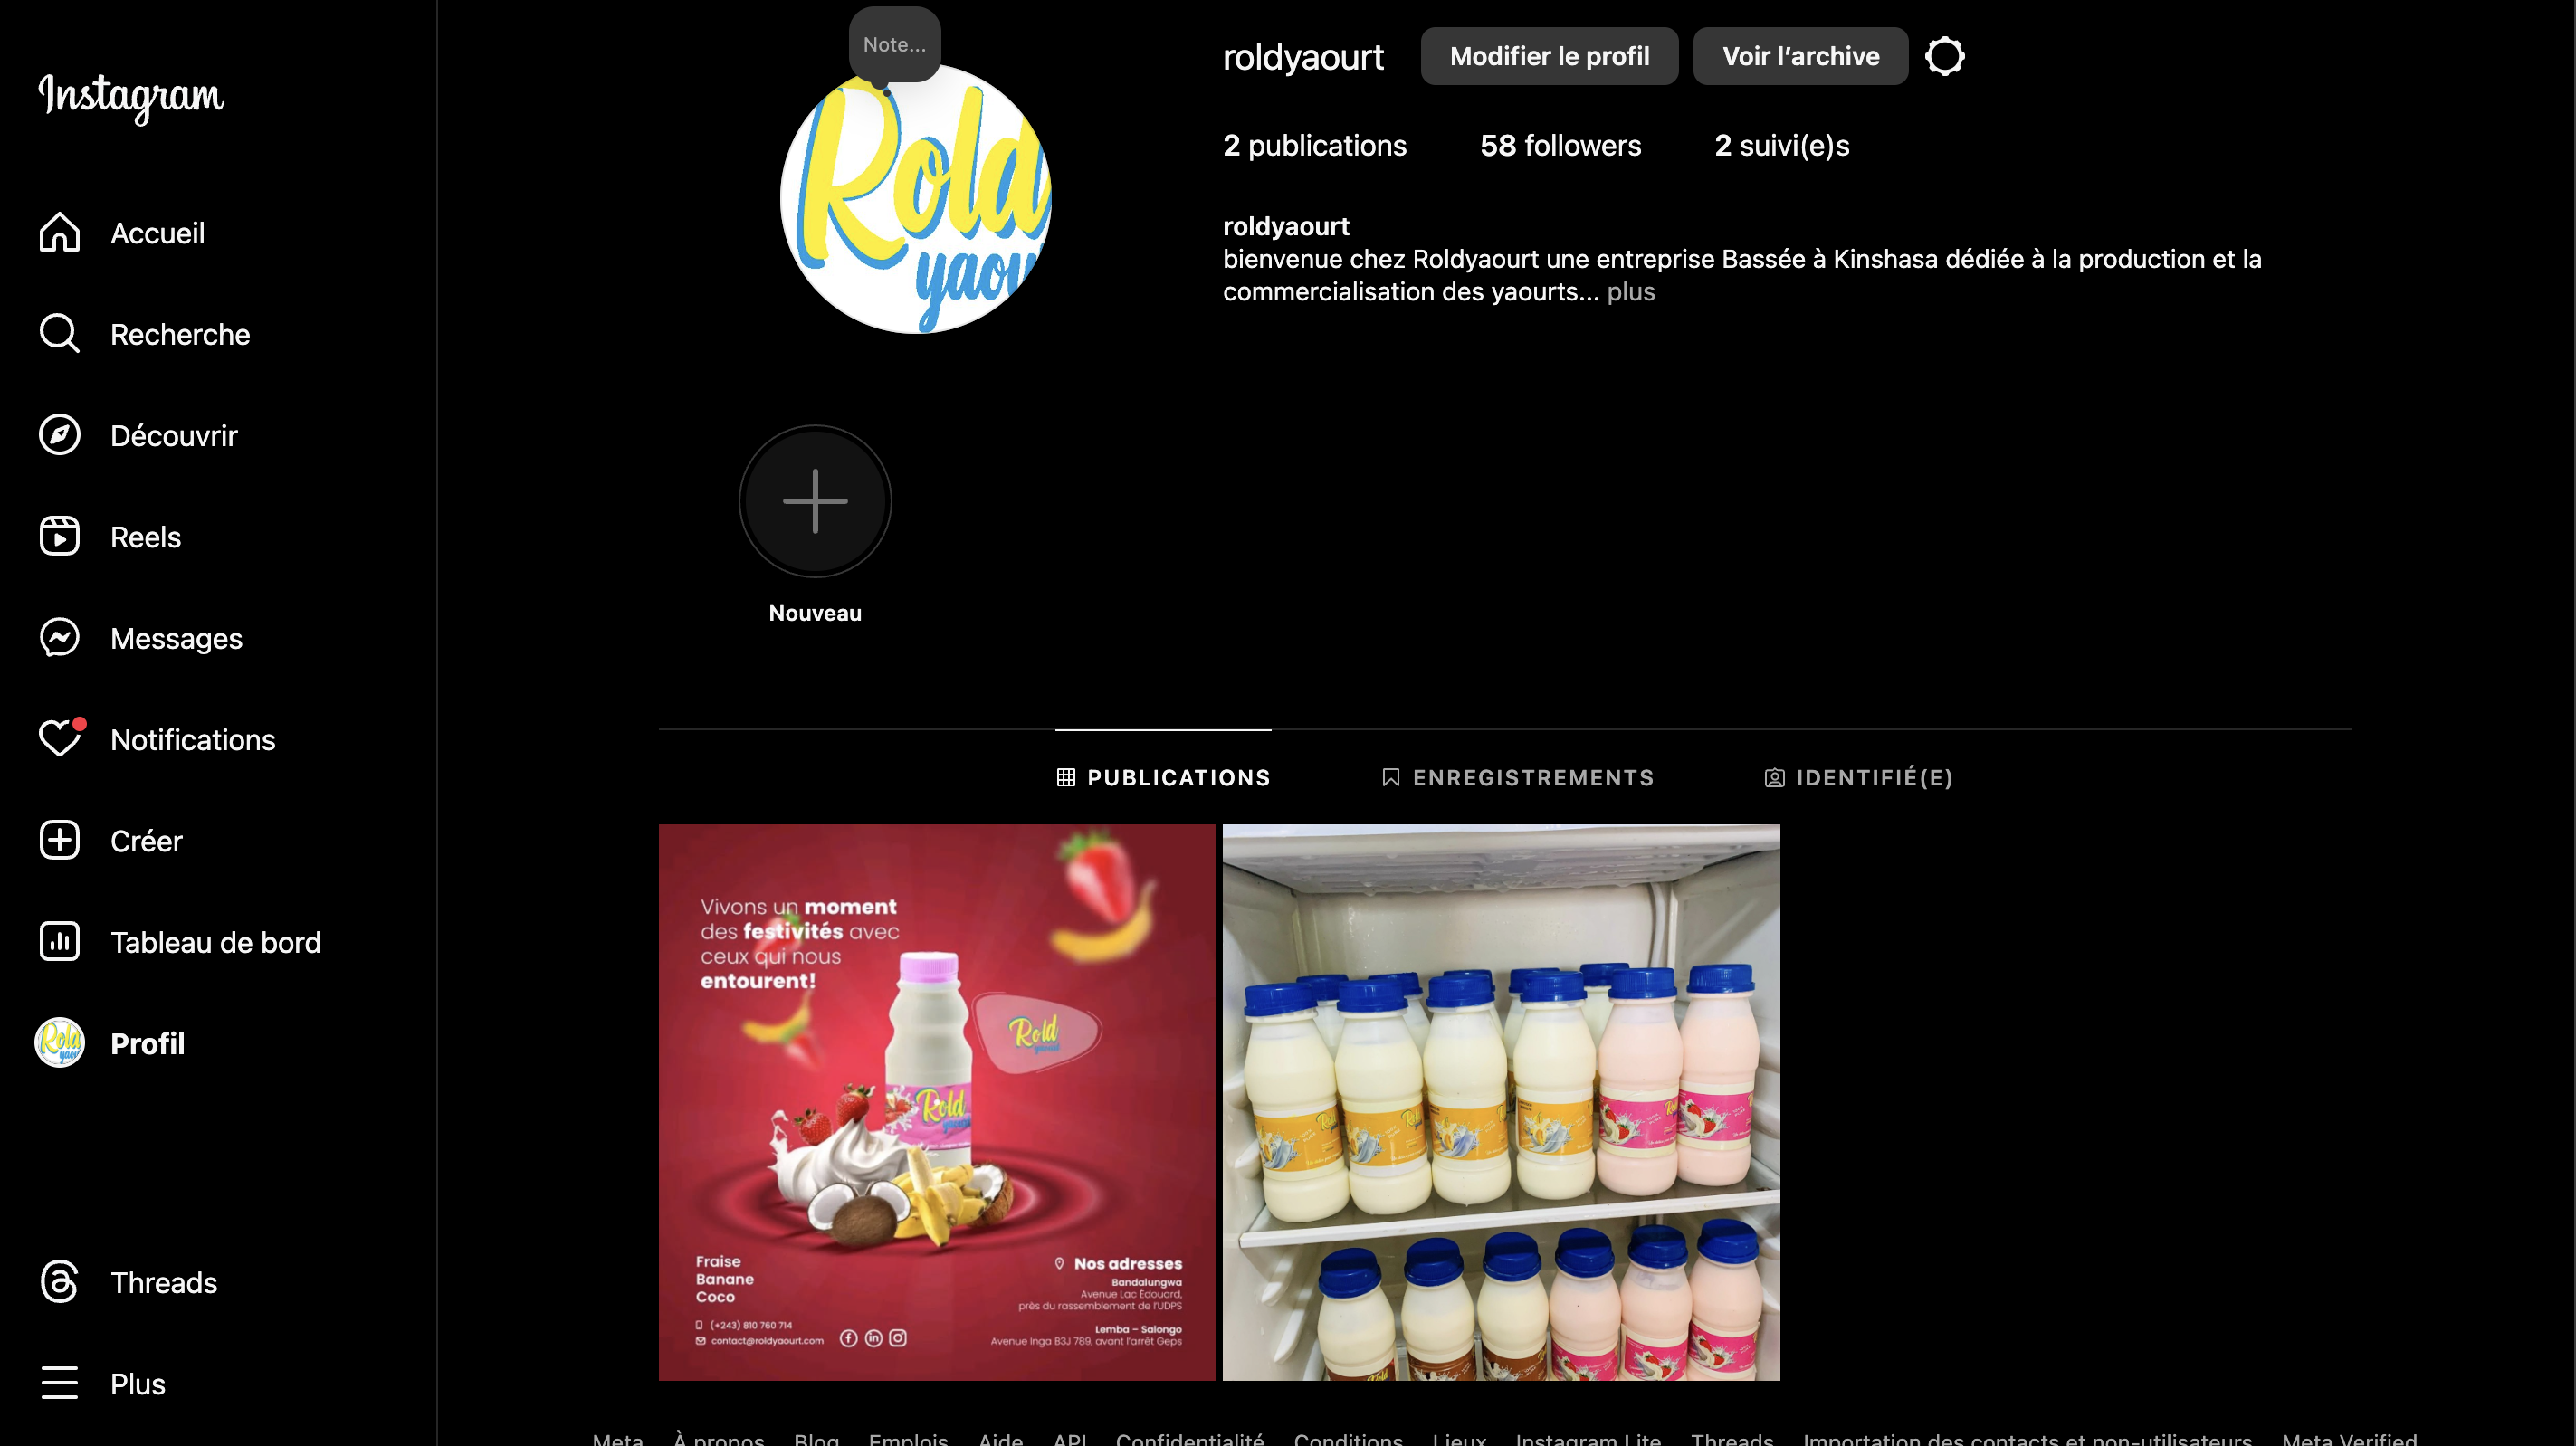 Instagram
Accueil
Recherche
Découvrir
Reels
Messages
Notifications
Créer
Tableau de bord
Profil
Threads
Plus
Note...
Rold
yaou
roldyaourt
Modifier le profil
Voir l'archive
2 publications
58 followers
2 suivi(e)s
roldyaourt
bienvenue chez Roldyaourt une entreprise Bassée à Kinshasa dédiée à la production et la
commercialisation des yaourts... plus
Nouveau
PUBLICATIONS
ENREGISTREMENTS
IDENTIFIÉ(E)
Vivons un moment
des festivités avec
ceux qui nous
entourent!
Rold
yaourt
Rold
Fraise
Banane
Coco
(+243) 810 760 714
contact@roldyaourt.com
Nos adresses
Bandalungwa
Avenue Lac Édouard,
près du rassemblement de l'UDPS
Lemba – Salongo
Avenue Inga B3J 789, avant l'arrêt Geps
Meta
À propos
Blog
Emplois
Aide
API
Confidentialité
Conditions
Lieux
Instagram Lite
Threads
Importation des contacts et non-utilisateurs
Meta Verified